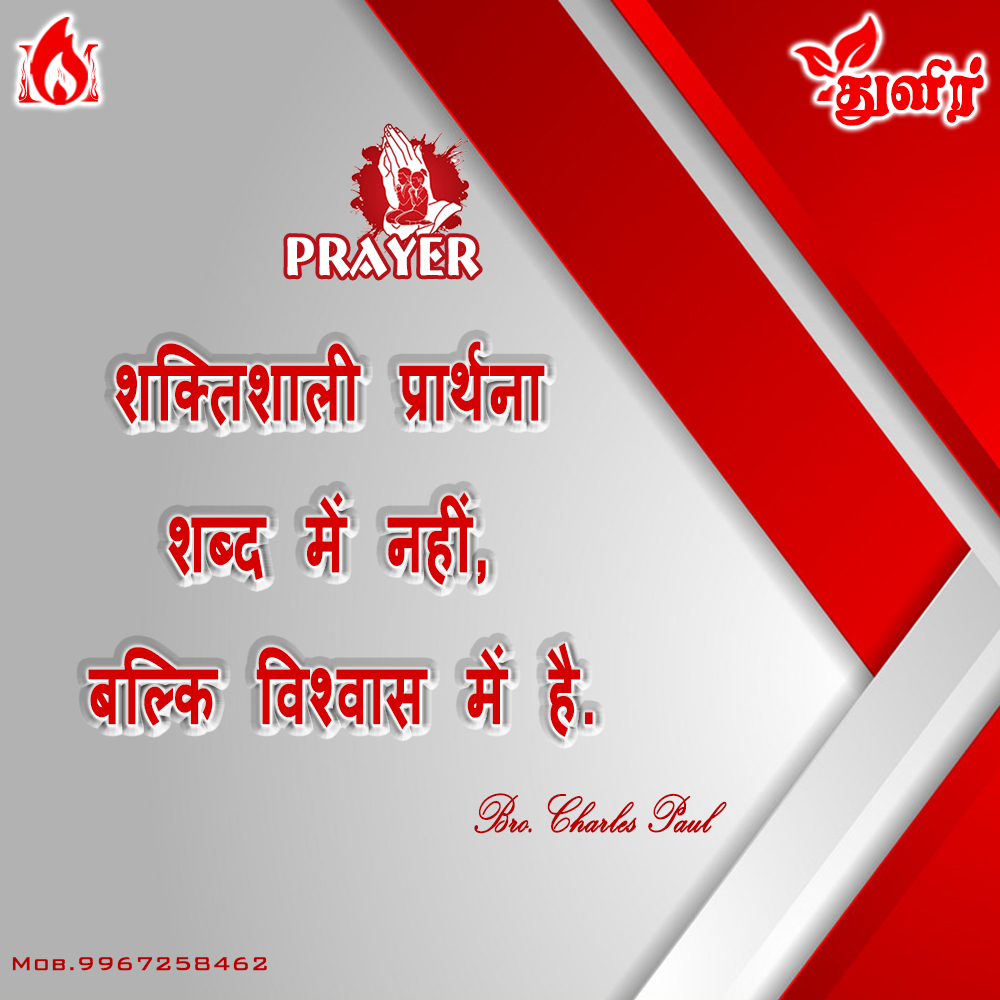 துளிர்
PRAYER
शक्तिशाली प्रार्थना
शब्द में नहीं,
बल्कि विश्वास में है.
Bro. Charles Paul
MOB.9967258462